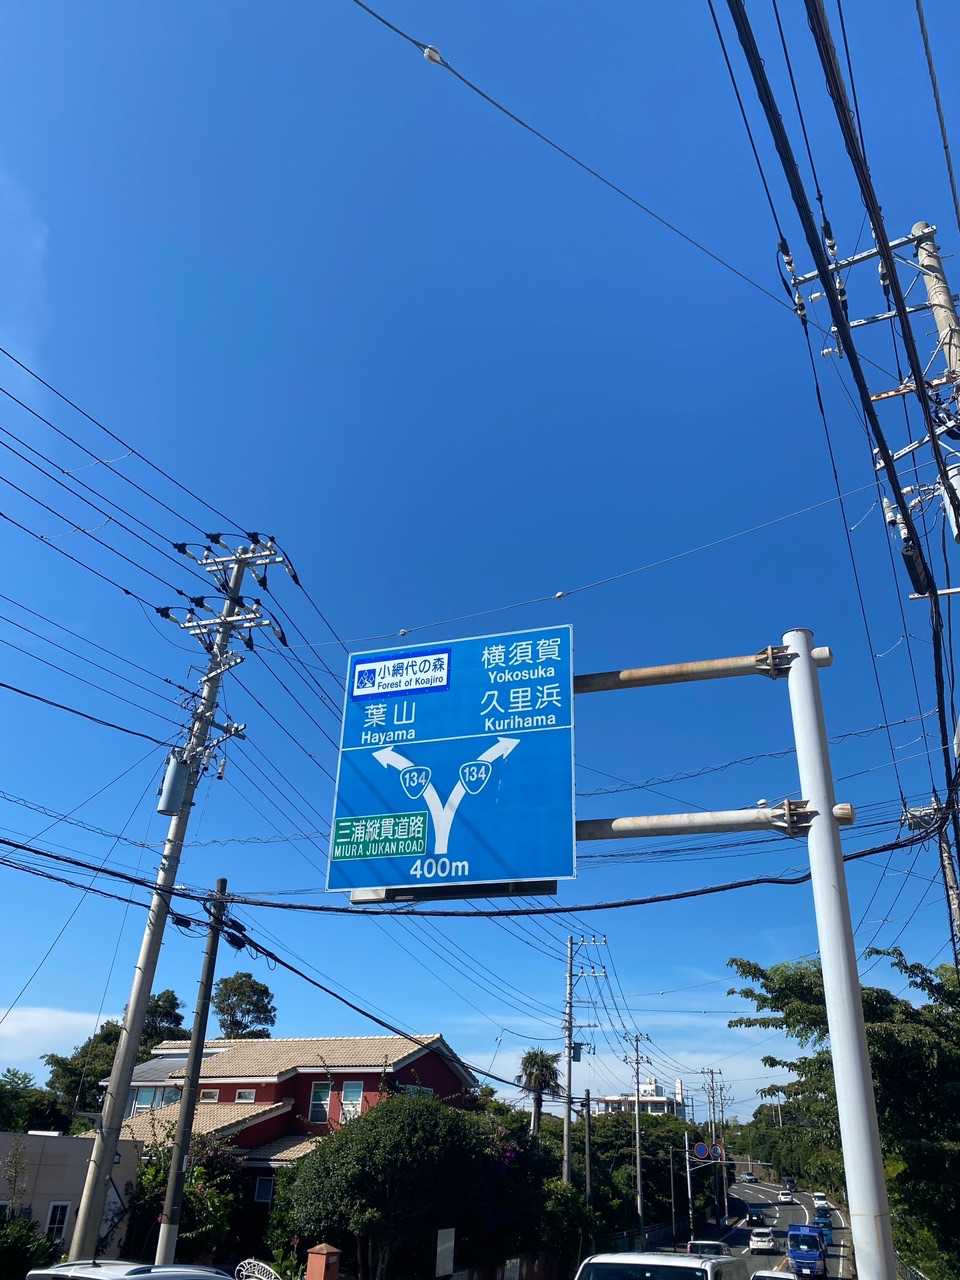 小網代の森
Forest of Koajiro
葉山
Hayama
横須賀
Yokosuka
久里浜
Kurihama
134
134
三浦縦貫道路
MIURA JUKAN ROAD
400m